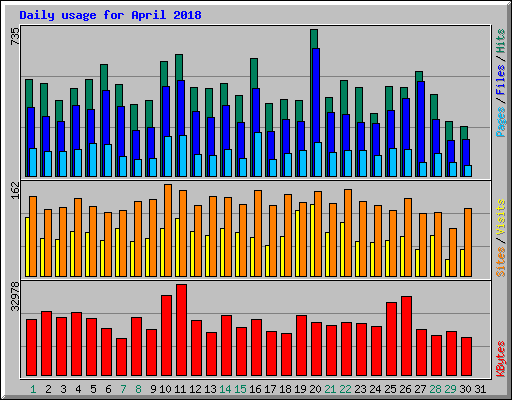 Daily usage for April 2018
735
Pages / Files / Hits
162
Sites / Visits
32978
KBytes
1 2 3 4 5 6 7 8 9 10 11 12 13 14 15 16 17 18 19 20 21 22 23 24 25 26 27 28 29 30 31